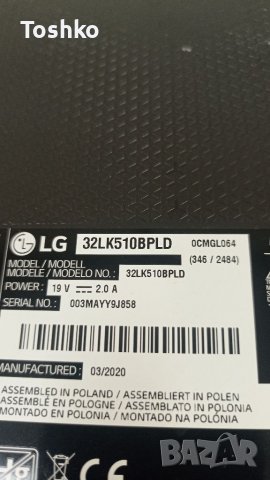 Toshko
LG 32LK510BPLD 0CMGL064
MODEL / MODELL (346 / 2484)
MODÈLE / MODELO NO. : 32LK510BPLD
POWER : 19 V 2.0 A
SERIAL NO. : 003MAYY9J858
MANUFACTURED : 03/2020
ASSEMBLED IN POLAND / ASSEMBLIERT IN POLEN
ASSEMBLÉ EN POLOGNE / ASSEMBLATO IN POLONIA
MONTADO EN POLONIA / MONTADO NA POLÓNIA
CE
BAZAR